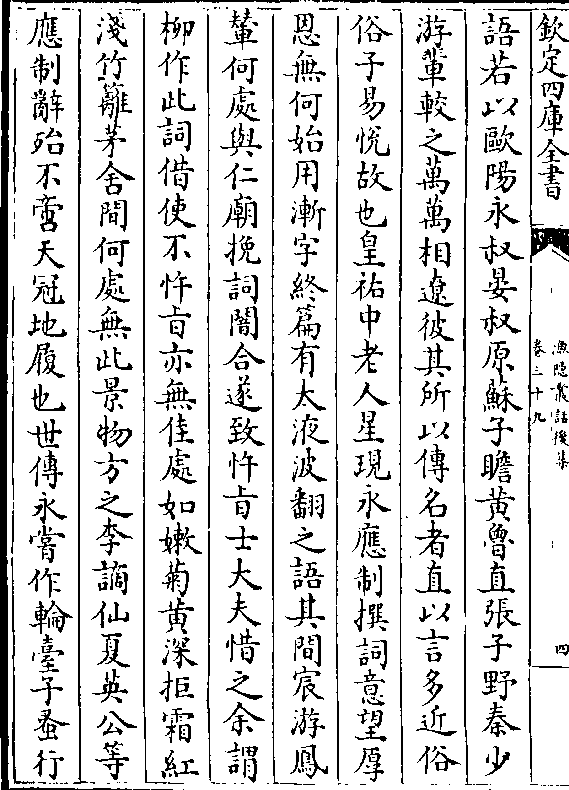 欽定四庫全書
漁隱叢話後集
卷三十九
四
語若以歐陽永叔晏叔原蘇子瞻黄魯直張子野秦少
游輩較之萬萬相遼彼其所以傳名者直以言多近俗
俗子易悅故也皇祐中老人星現永應制撰詞意望厚
恩無何始用漸字終篇有太液波翻之語其間宸游鳳
輦何處與仁廟挽詞闇合遂致忤旨士大夫惜之余謂
柳作此詞借使不忤旨亦無佳處如嫩菊黄深拒霜紅
淺竹籬茅舍間何處無此景物方之李謫仙夏英公等
應制辭殆不啻天冠地履也世傳永嘗作輪臺子蚤行